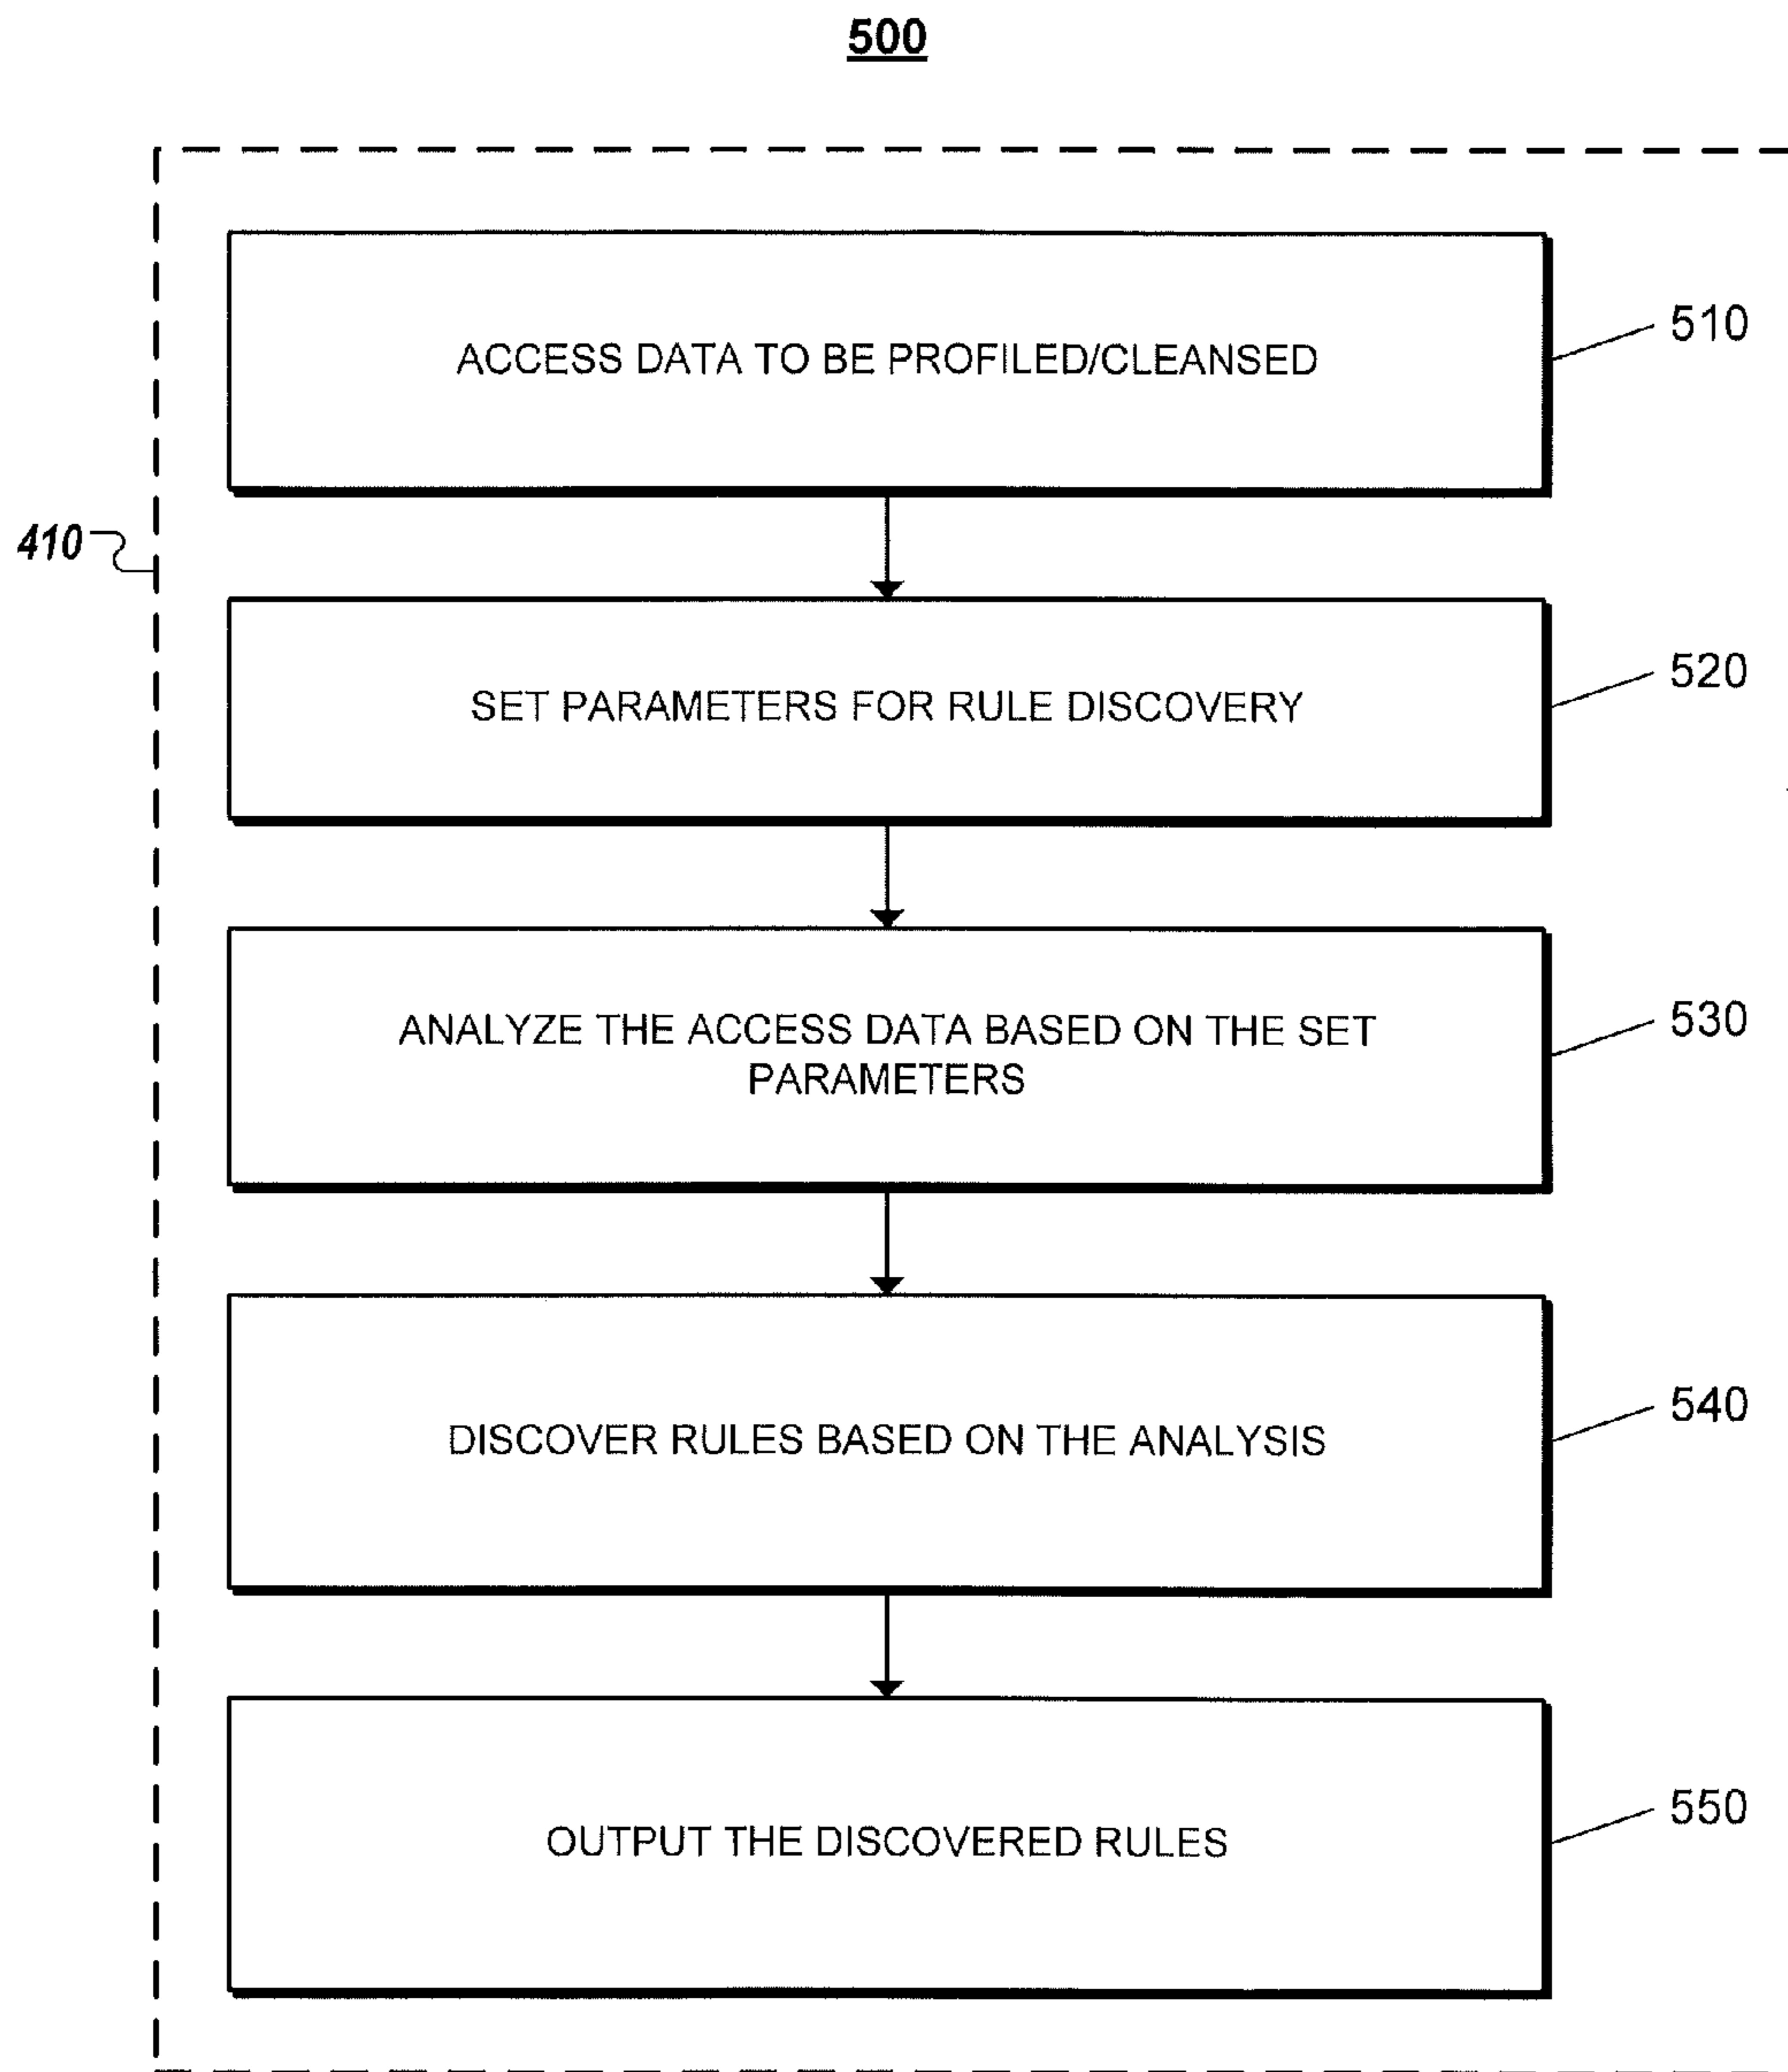 500
ACCESS DATA TO BE PROFILED/CLEANSED
510
410
SET PARAMETERS FOR RULE DISCOVERY
520
ANALYZE THE ACCESS DATA BASED ON THE SET
PARAMETERS
530
DISCOVER RULES BASED ON THE ANALYSIS
540
OUTPUT THE DISCOVERED RULES
550